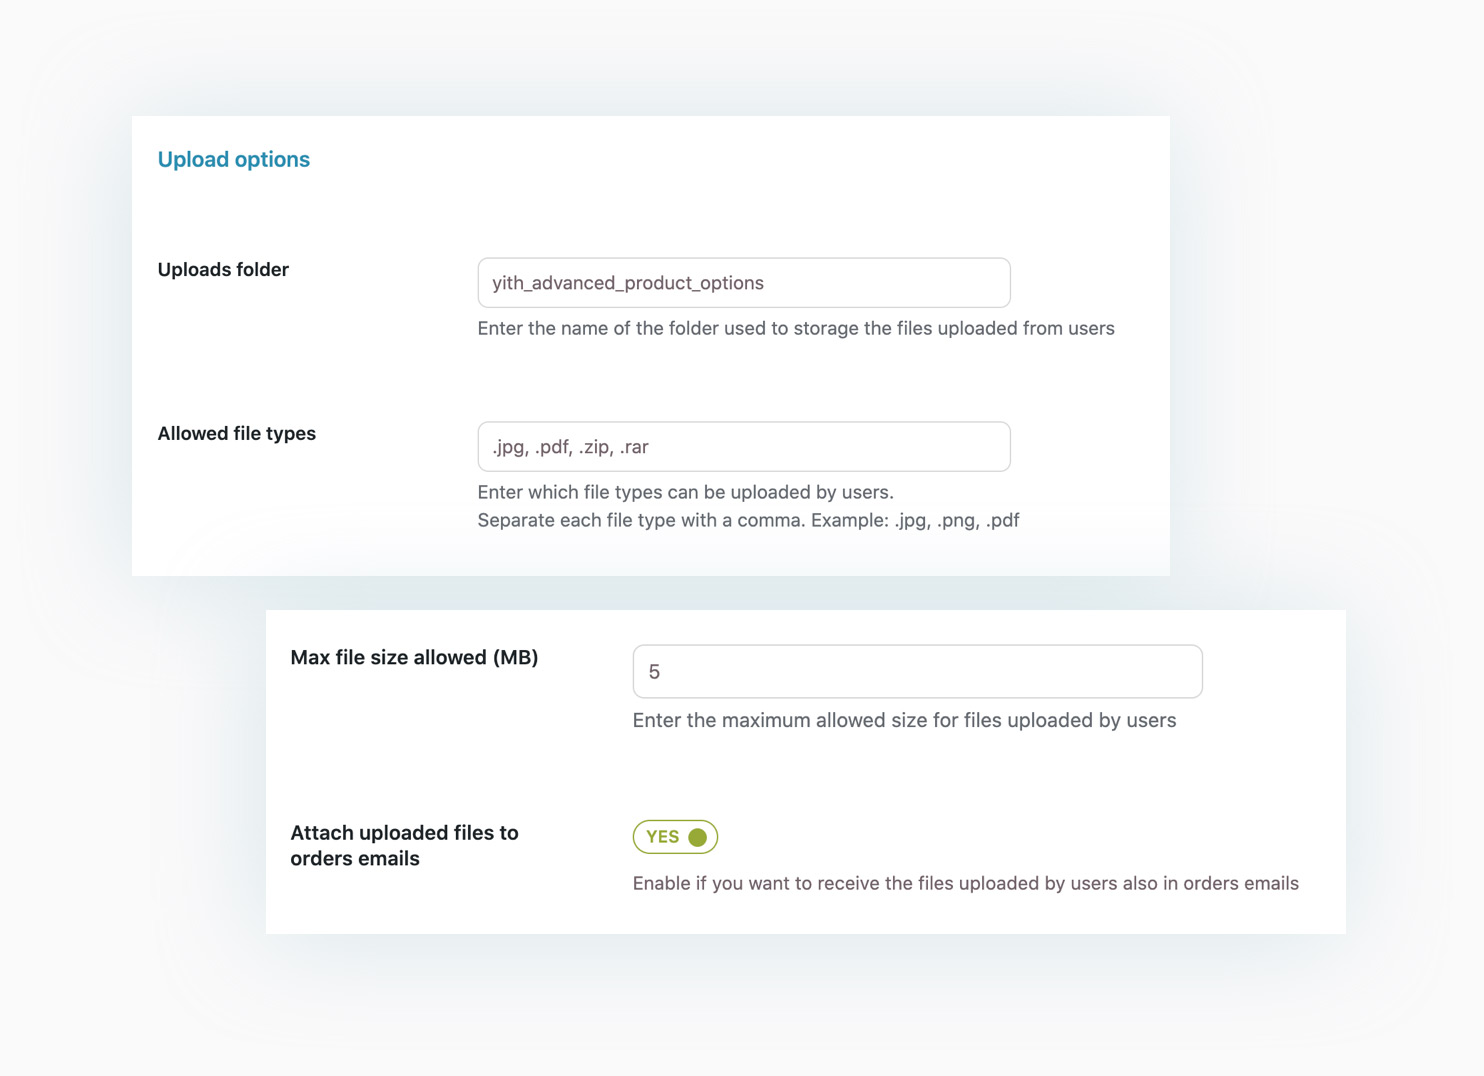 Upload options
Uploads folder
yith_advanced_product_options
Enter the name of the folder used to storage the files uploaded from users
Allowed file types
.jpg, .pdf, .zip, .rar
Enter which file types can be uploaded by users.
Separate each file type with a comma. Example: .jpg, .png, .pdf
Max file size allowed (MB)
5
Enter the maximum allowed size for files uploaded by users
Attach uploaded files to
orders emails
YES
Enable if you want to receive the files uploaded by users also in orders emails